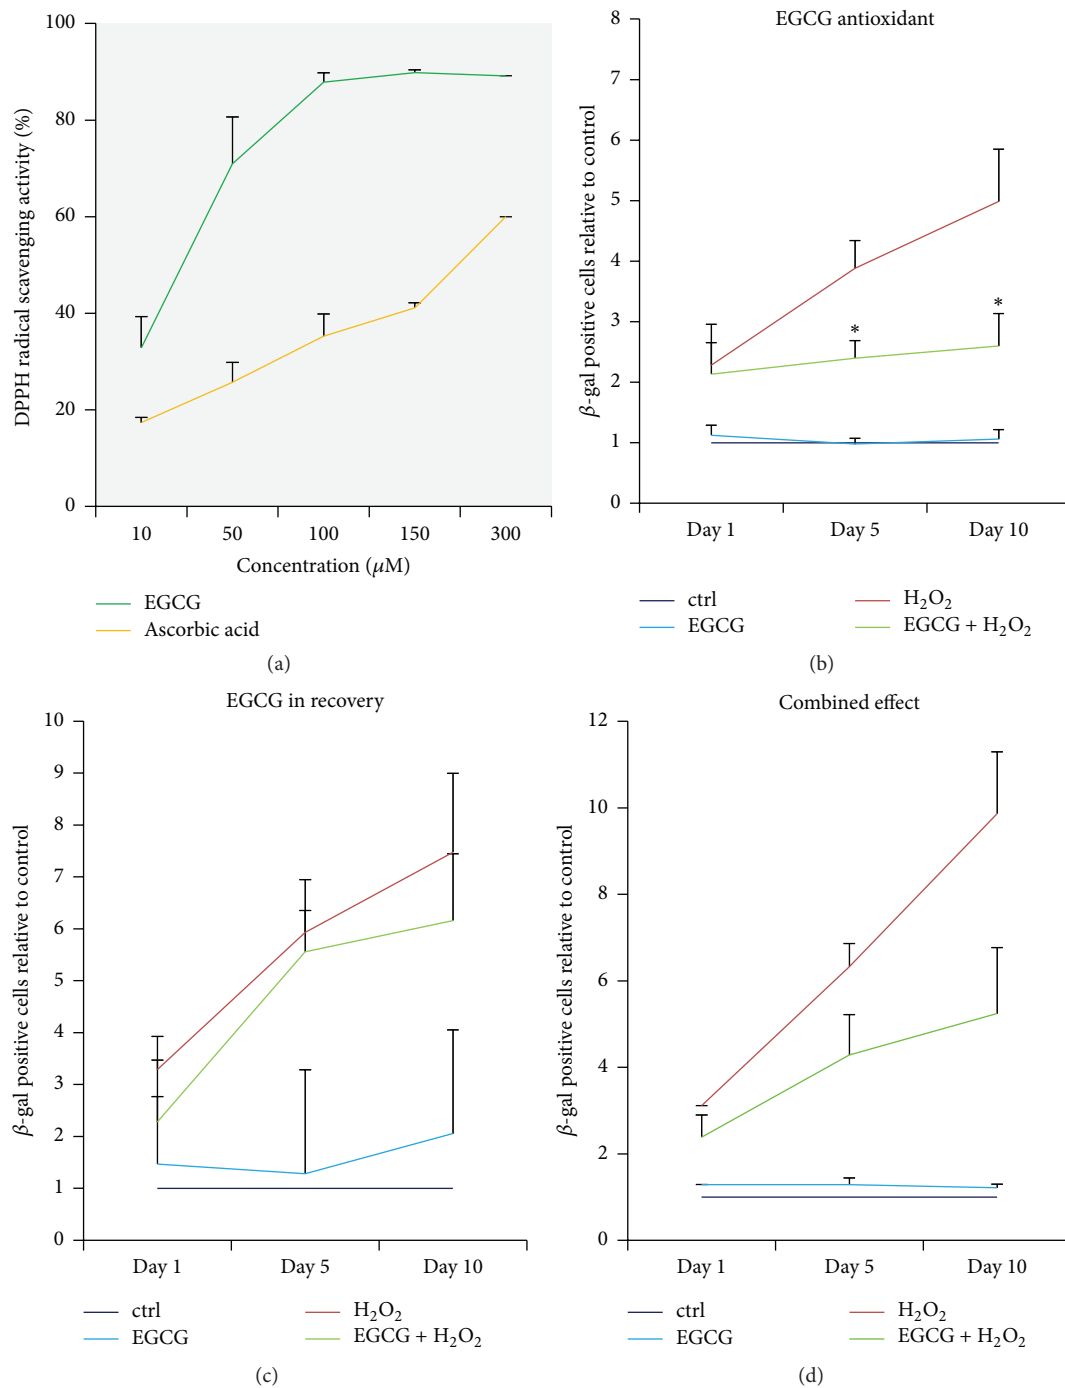 100
80
60
40
20
0
DPPH radical scavenging activity (%)
10 50 100 150 300
Concentration (μM)
EGCG
Ascorbic acid
(a)
EGCG antioxidant
8
7
6
5
4
3
2
1
0
β-gal positive cells relative to control
*
*
Day 1 Day 5 Day 10
ctrl
H₂O₂
EGCG
EGCG + H₂O₂
(b)
EGCG in recovery
10
9
8
7
6
5
4
3
2
1
0
β-gal positive cells relative to control
Day 1 Day 5 Day 10
ctrl
H₂O₂
EGCG
EGCG + H₂O₂
(c)
Combined effect
12
10
8
6
4
2
0
β-gal positive cells relative to control
Day 1 Day 5 Day 10
ctrl
H₂O₂
EGCG
EGCG + H₂O₂
(d)